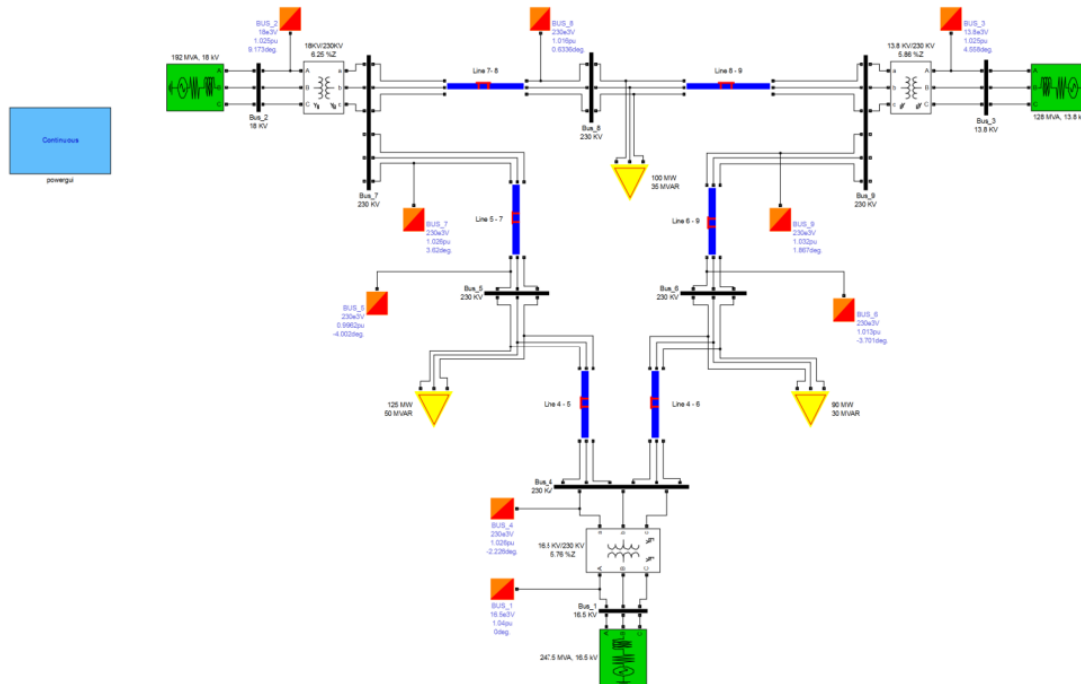 BUS_2
18e3V
1.025pu
9.173deg.
BUS_8
230e3V
1.016pu
0.6336deg.
BUS_3
13.8e3V
1.025pu
4.558deg.
192 MVA, 18 kV
18KV/230KV
6.25 %Z
13.8 KV/230 KV
5.86 %Z
128 MVA, 13.8 k
A
B
C
A
B
C
a
b
c
a
b
c
A
B
C
A
B
C
Line 7- 8
Line 8 - 9
Bus_2
18 KV
Bus_8
230 KV
Bus_3
13.8 KV
Continuous
powergui
100 MW
35 MVAR
Bus_7
230 KV
Bus_9
230 KV
BUS_7
230e3V
1.026pu
3.62deg.
Line 5 - 7
Line 6 - 9
BUS_9
230e3V
1.032pu
1.867deg.
Bus_5
230 KV
Bus_6
230 KV
230e3V
0.9962pu
-4.002deg.
230e3V
1.013pu
-3.701deg.
125 MW
50 MVAR
Line 4 - 5
Line 4 - 6
90 MW
30 MVAR
Bus_4
230 KV
BUS_4
230e3V
1.026pu
-2.226deg.
a
b
c
16.5 KV/230 KV
5.76 %Z
A
B
C
BUS_1
16.5e3V
1.04pu
0deg.
Bus_1
16.5 KV
A
B
C
247.5 MVA, 16.5 kV